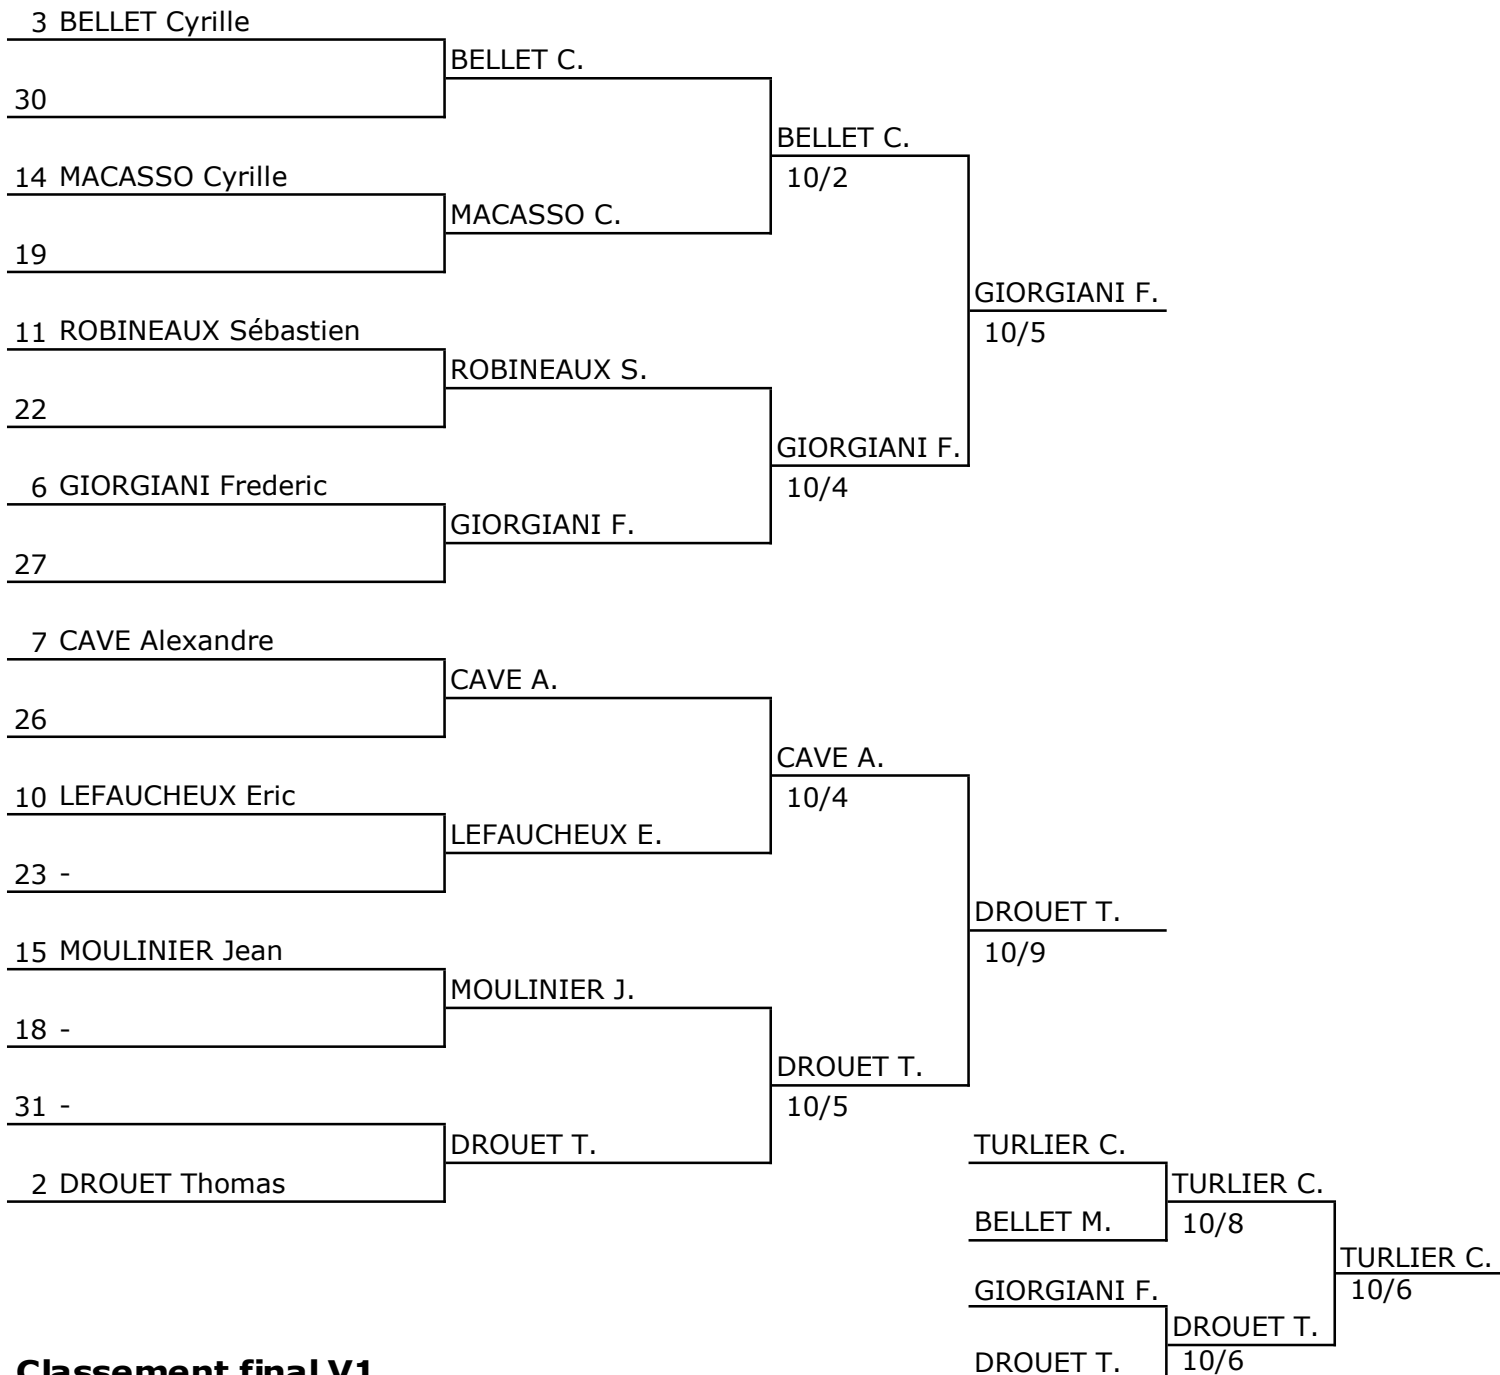 3 BELLET Cyrille
BELLET C.
30
BELLET C.
14 MACASSO Cyrille
10/2
MACASSO C.
19
GIORGIANI F.
11 ROBINEAUX Sébastien
10/5
ROBINEAUX S.
22
GIORGIANI F.
6 GIORGIANI Frederic
10/4
GIORGIANI F.
27
7 CAVE Alexandre
CAVE A.
26
CAVE A.
10 LEFAUCHEUX Eric
10/4
LEFAUCHEUX E.
23 -
DROUET T.
15 MOULINIER Jean
10/9
MOULINIER J.
18 -
DROUET T.
31 -
10/5
DROUET T.
TURLIER C.
2 DROUET Thomas
TURLIER C.
BELLET M.
10/8
TURLIER C.
GIORGIANI F.
10/6
DROUET T.
DROUET T.
10/6
Classement final V1